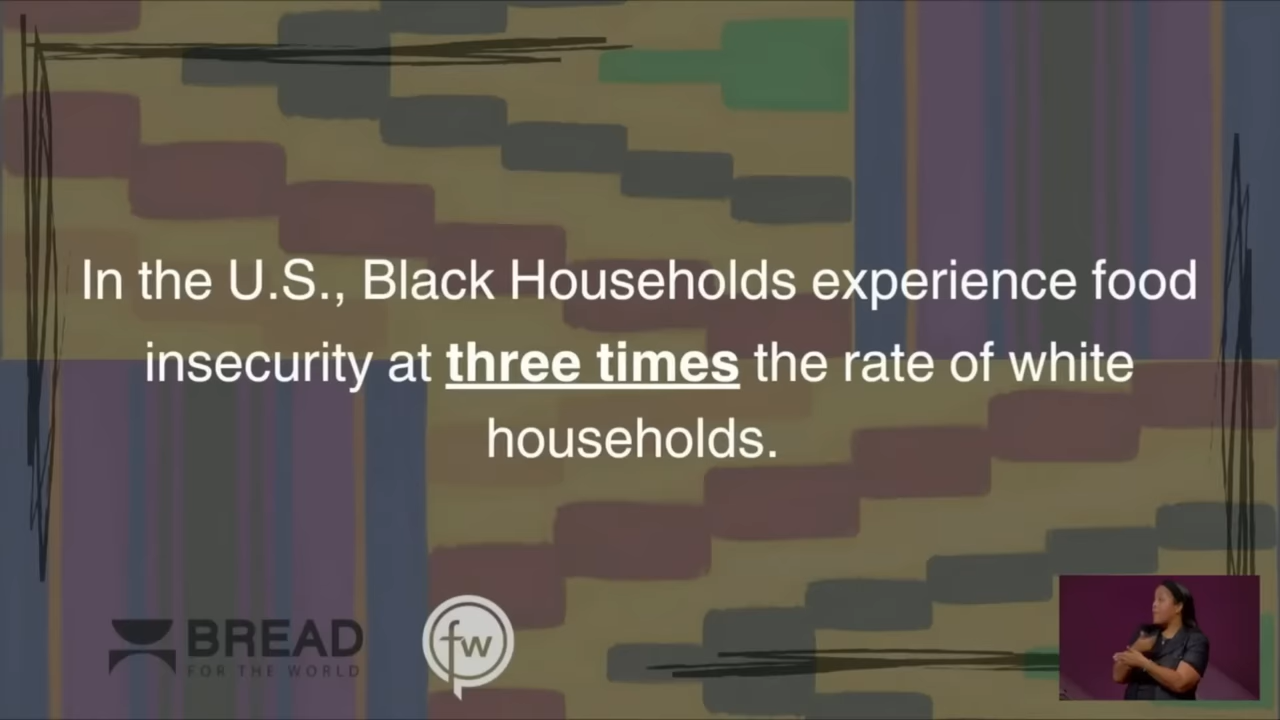 In the U.S., Black Households experience food
insecurity at three times the rate of white
households.
BREAD
FOR THE WORLD
fw